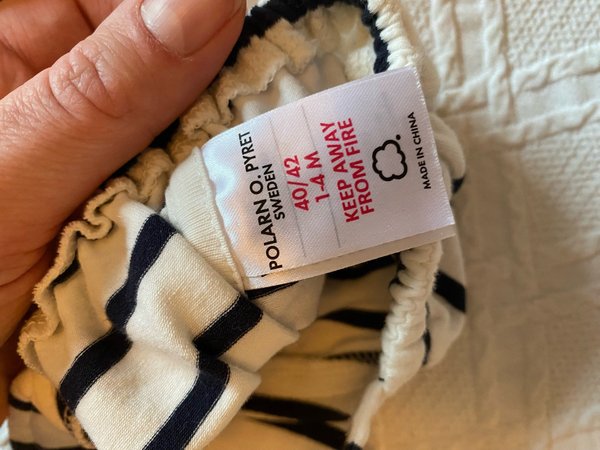 POLARN O. PYRET
SWEDEN
40/42
1-4 M
KEEP AWAY
FROM FIRE
MADE IN CHINA